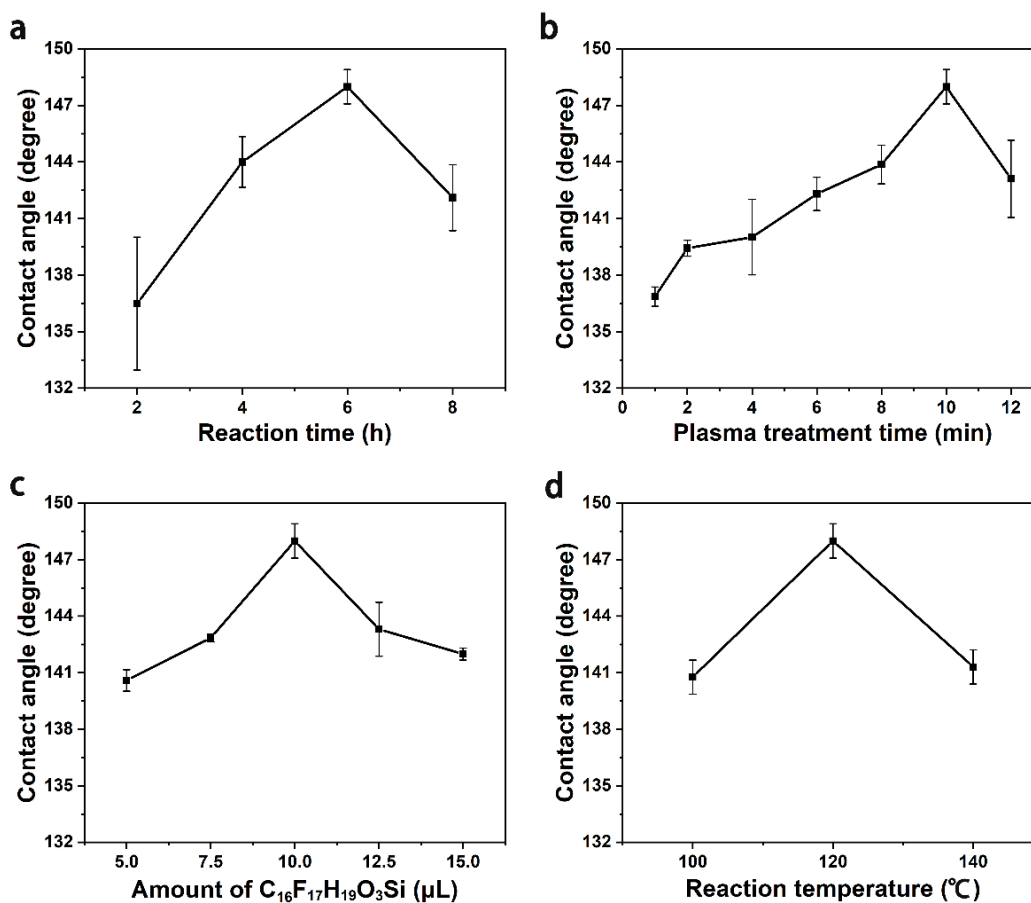 a
150
147
144
141
138
135
132
Contact angle (degree)
2 4 6 8
Reaction time (h)
b
150
147
144
141
138
135
132
Contact angle (degree)
0 2 4 6 8 10 12
Plasma treatment time (min)
c
150
147
144
141
138
135
132
Contact angle (degree)
5.0 7.5 10.0 12.5 15.0
Amount of C₁₆F₁₇H₁₉O₃Si (μL)
d
150
147
144
141
138
135
132
Contact angle (degree)
100 120 140
Reaction temperature (℃)